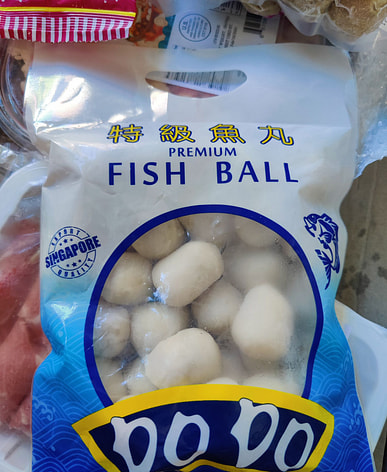 特級魚丸
PREMIUM
FISH BALL
EXPORT
SINGAPORE
QUALITY
DO DO